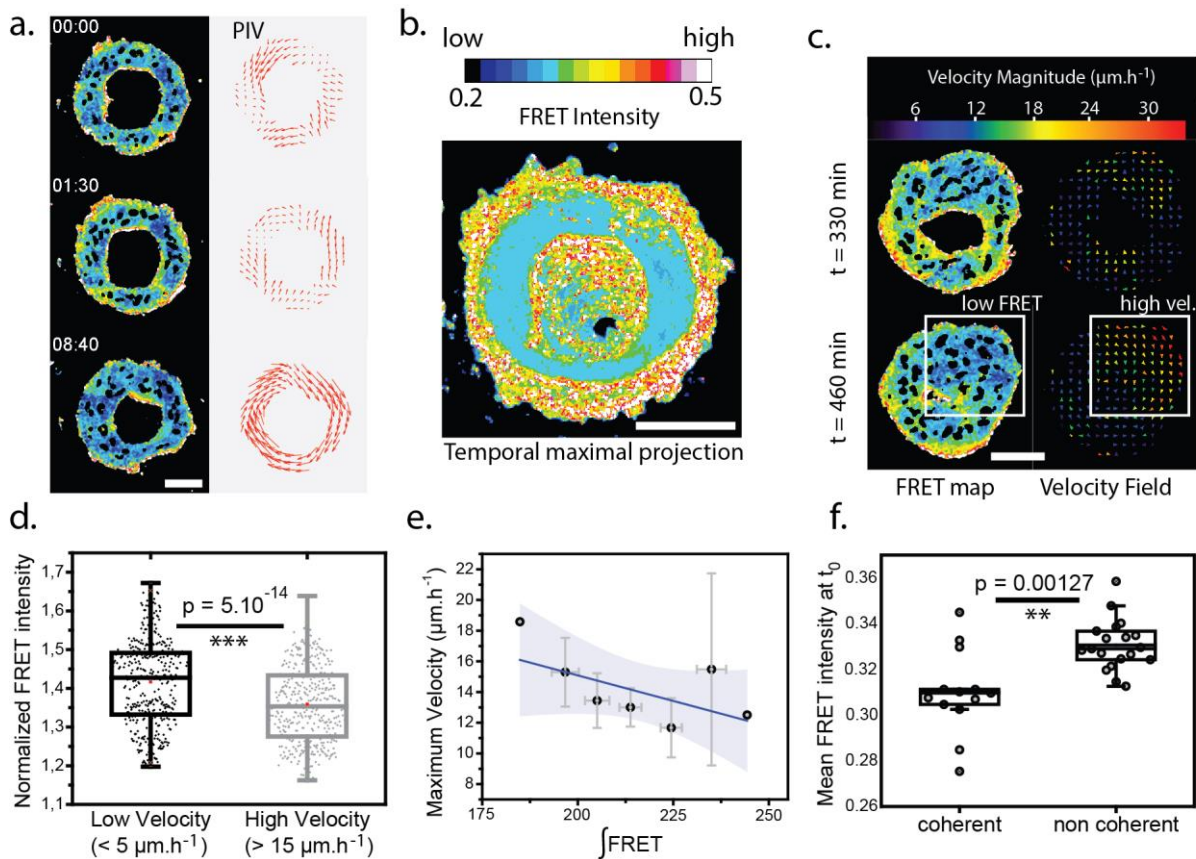 a.
00:00
PIV
01:30
08:40
b.
low high
0.2 0.5
FRET Intensity
Temporal maximal projection
c.
Velocity Magnitude (µm.h⁻¹)
6 12 18 24 30
t = 330 min
low FRET high vel.
t = 460 min
FRET map Velocity Field
d.
Normalized FRET intensity
1,7
1,6
1,5
1,4
1,3
1,2
1,1
p = 5.10⁻¹⁴
***
Low Velocity High Velocity
(< 5 µm.h⁻¹) (> 15 µm.h⁻¹)
e.
Maximum Velocity (µm.h⁻¹)
22
20
18
16
14
12
10
8
175 200 225 250
∫FRET
f.
Mean FRET intensity at t₀
0.36
0.34
0.32
0.30
0.28
0.26
p = 0.00127
**
coherent non coherent